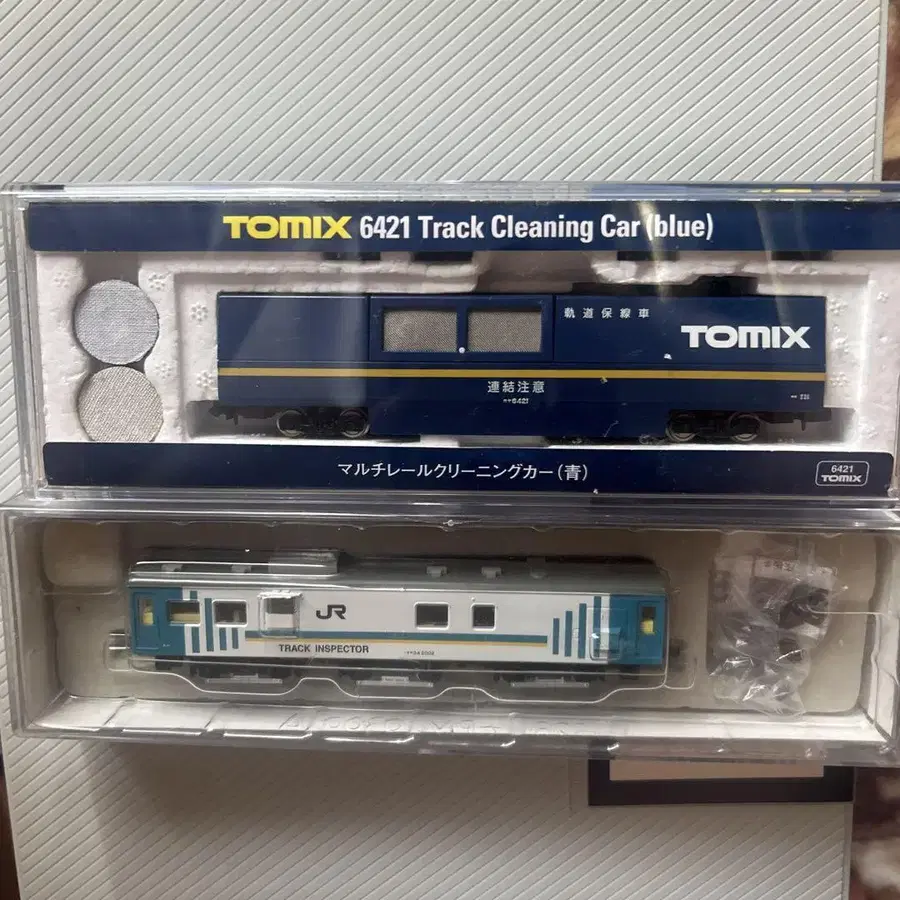 TOMIX 6421 Track Cleaning Car (blue)
軌道保線車
TOMIX
連結注意
6421
マルチレールクリーニングカー(青)
6421
TOMIX
JR
TRACK INSPECTOR